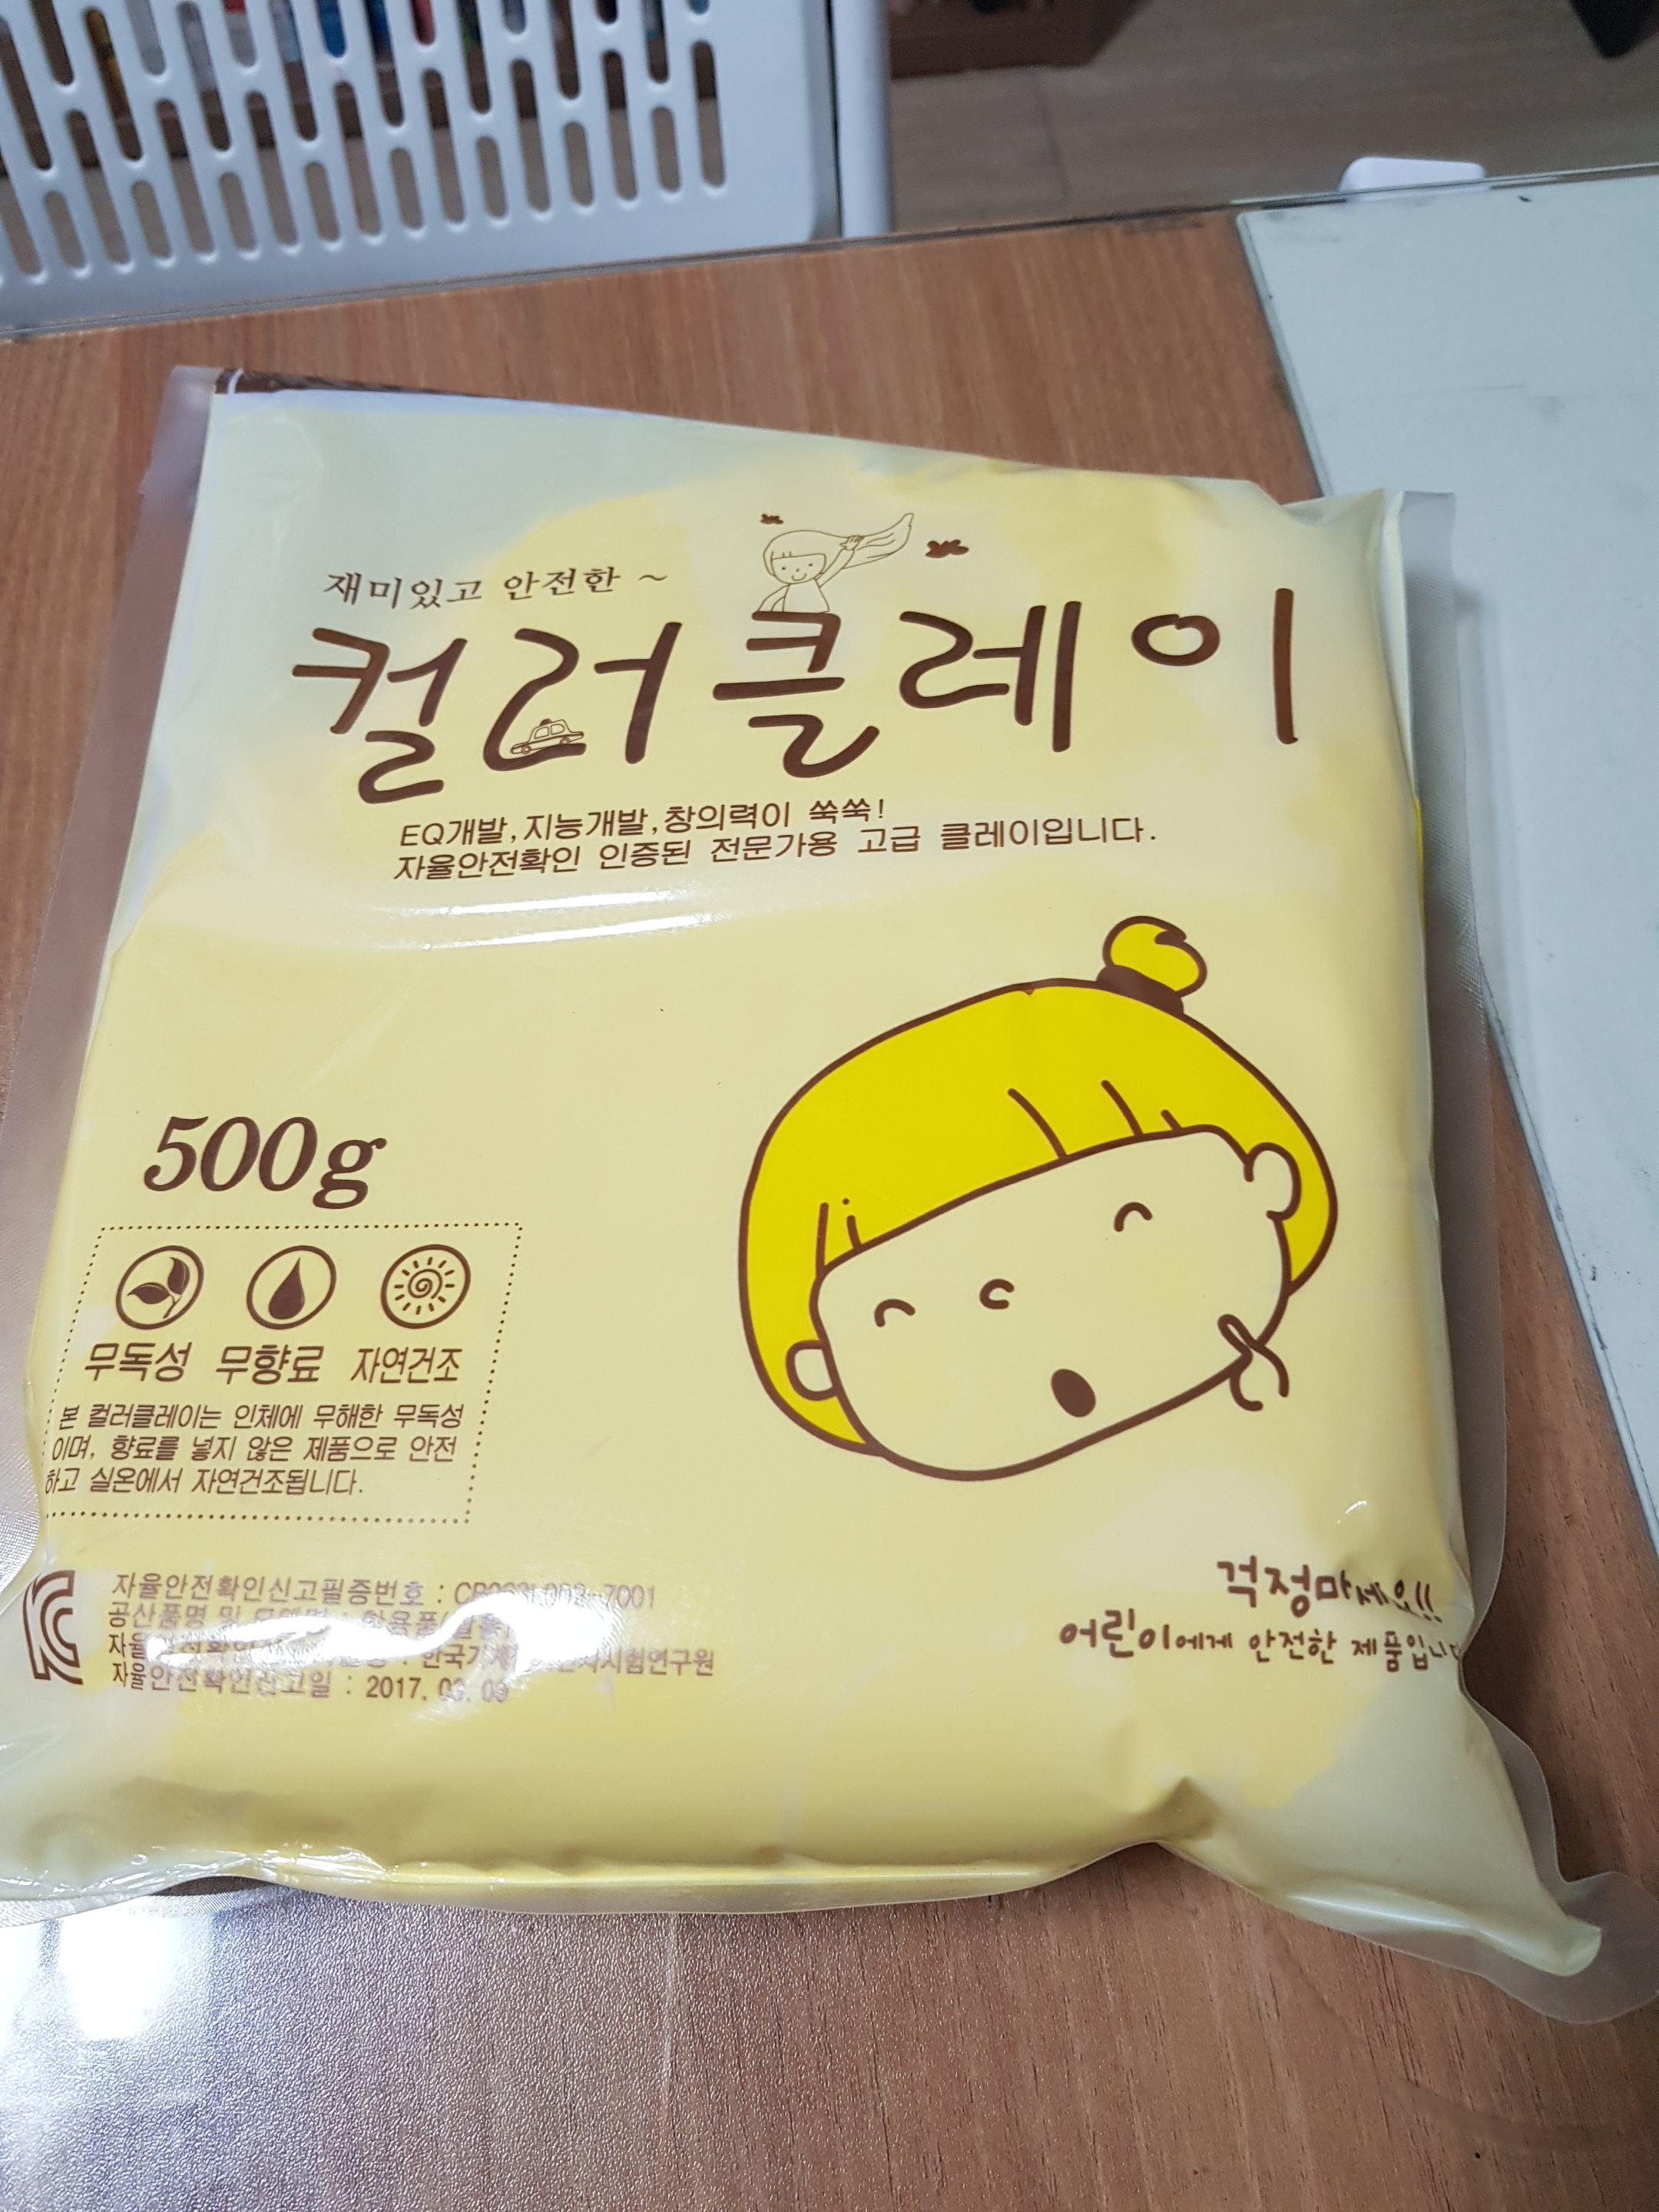 재미있고 안전한 ~
컬러클레이
EQ개발,지능개발,창의력이 쑥쑥!
자율안전확인 인증된 전문가용 고급 클레이입니다.
500g
무독성 무향료 자연건조
본 컬러클레이는 인체에 무해한 무독성
이며, 향료를 넣지 않은 제품으로 안전
하고 실온에서 자연건조됩니다.
자율안전확인신고필증번호 :
공산품명 및
자율안전확인신고일 : 2017.
걱정마세요!!
어린이에게 안전한 제품입니다